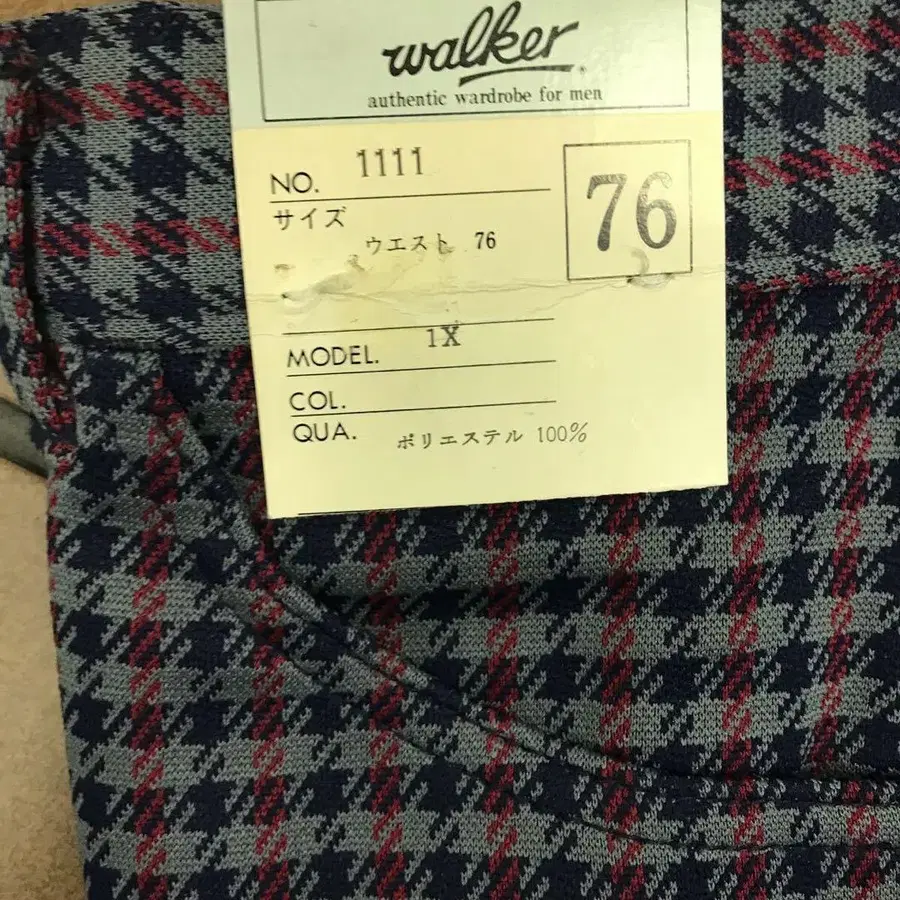 walker
authentic wardrobe for men
NO. 1111
76
サイズ
ウエスト 76
MODEL. 1X
COL.
QUA. ポリエステル 100%